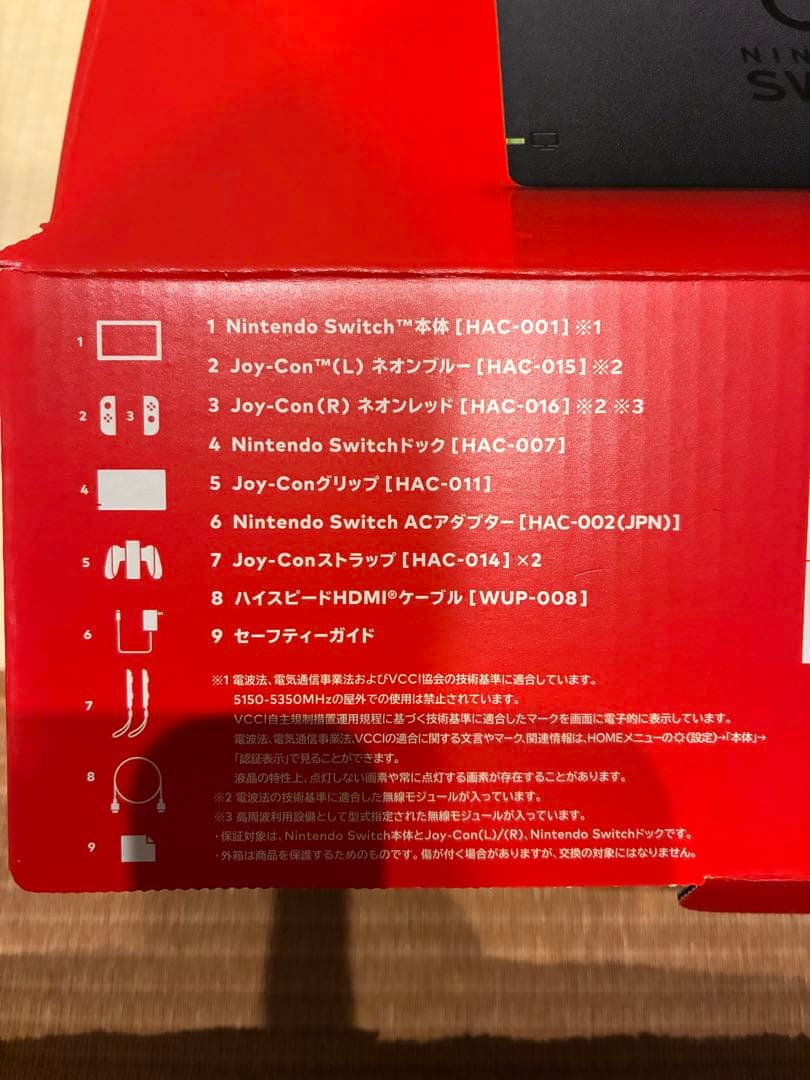 NIN
SW
1 Nintendo Switch™本体[HAC-001]※1
2 Joy-Con™(L) ネオンブルー[HAC-015]※2
3 Joy-Con(R) ネオンレッド[HAC-016]※2 ※3
4 Nintendo Switchドック[HAC-007]
5 Joy-Conグリップ[HAC-011]
6 Nintendo Switch ACアダプター[HAC-002(JPN)]
7 Joy-Conストラップ[HAC-014]×2
8 ハイスピードHDMI®ケーブル[WUP-008]
9 セーフティーガイド
1
2 3
4
5
6
7
8
9
※1 電波法、電気通信事業法およびVCCI協会の技術基準に適合しています。
5150-5350MHzの屋外での使用は禁止されています。
VCCI自主規制措置運用規程に基づく技術基準に適合したマークを画面に電子的に表示しています。
電波法、電気通信事業法、VCCIの適合に関する文言やマーク、関連情報は、HOMEメニューの(設定)→「本体」→
「認証表示」で見ることができます。
液晶の特性上、点灯しない画素や常に点灯する画素が存在することがあります。
※2 電波法の技術基準に適合した無線モジュールが入っています。
※3 高周波利用設備として型式指定された無線モジュールが入っています。
・保証対象は、Nintendo Switch本体とJoy-Con(L)/(R)、Nintendo Switchドックです。
・外箱は商品を保護するためのものです。傷が付く場合がありますが、交換の対象にはなりません。